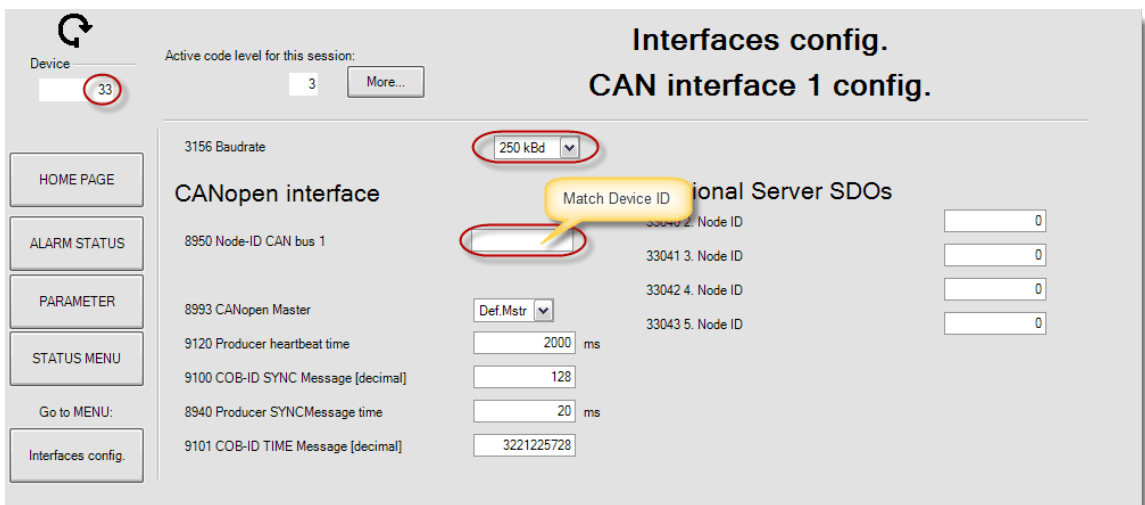 Interfaces config.
CAN interface 1 config.
Device
33
Active code level for this session:
3 More...
HOME PAGE
ALARM STATUS
PARAMETER
STATUS MENU
Go to MENU:
Interfaces config.
3156 Baudrate 250 kBd
CANopen interface
Match Device ID
8950 Node-ID CAN bus 1
8993 CANopen Master Def.Mstr
9120 Producer heartbeat time 2000 ms
9100 COB-ID SYNC Message [decimal] 128
8940 Producer SYNCMessage time 20 ms
9101 COB-ID TIME Message [decimal] 3221225728
Server SDOs
2. Node ID 0
33041 3. Node ID 0
33042 4. Node ID 0
33043 5. Node ID 0